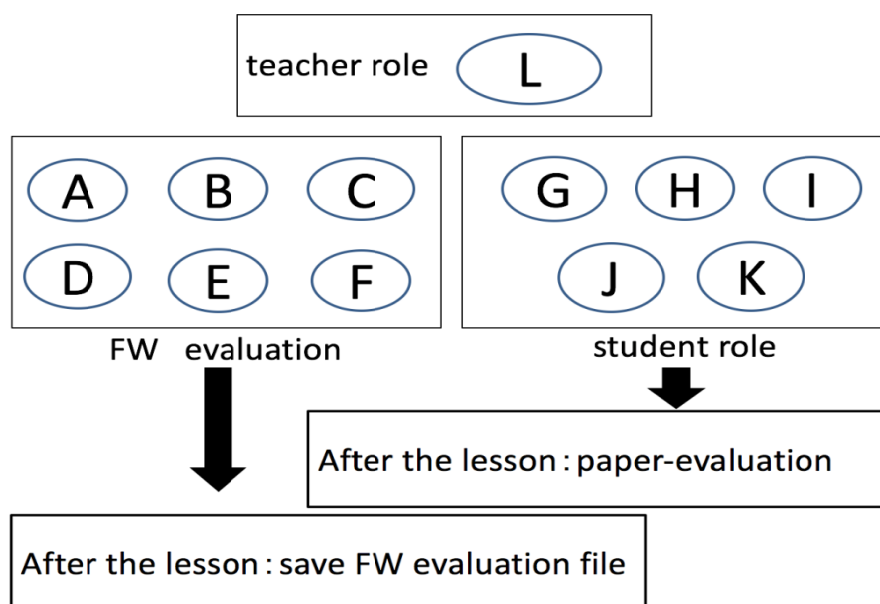 teacher role L
A B C
D E F
G H I
J K
FW evaluation
student role
After the lesson : paper-evaluation
After the lesson : save FW evaluation file